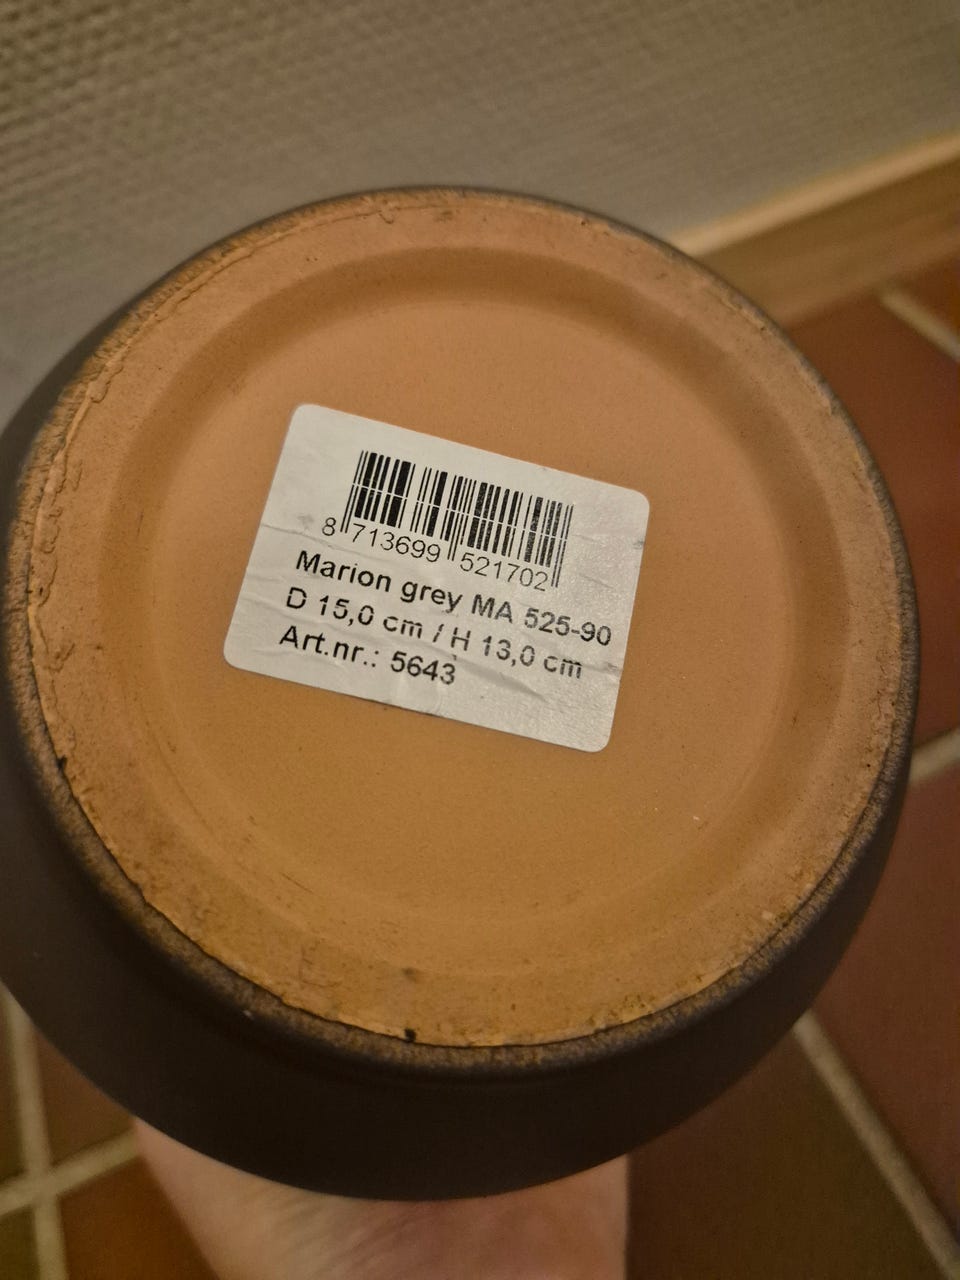 8 713699 521702
Marion grey MA 525-90
D 15,0 cm / H 13,0 cm
Art.nr.: 5643